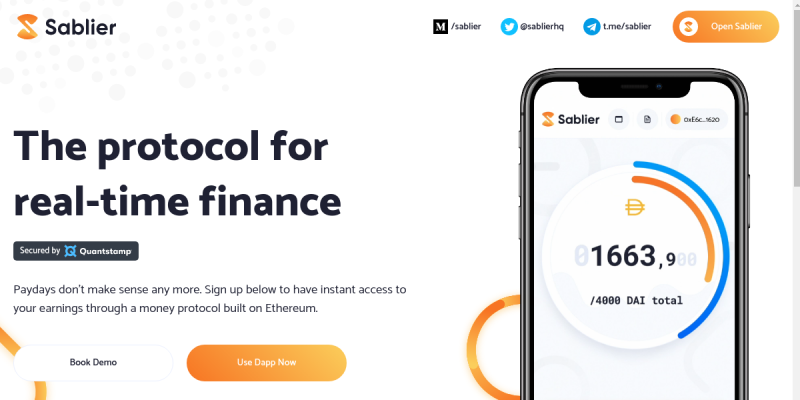 Sablier
/sablier
@sablierhq
t.me/sablier
Open Sablier
The protocol for
real-time finance
Secured by Quantstamp
Paydays don't make sense any more. Sign up below to have instant access to
your earnings through a money protocol built on Ethereum.
Book Demo
Use Dapp Now
Sablier
0xE6c...1620
01663,900
/4000 DAI total